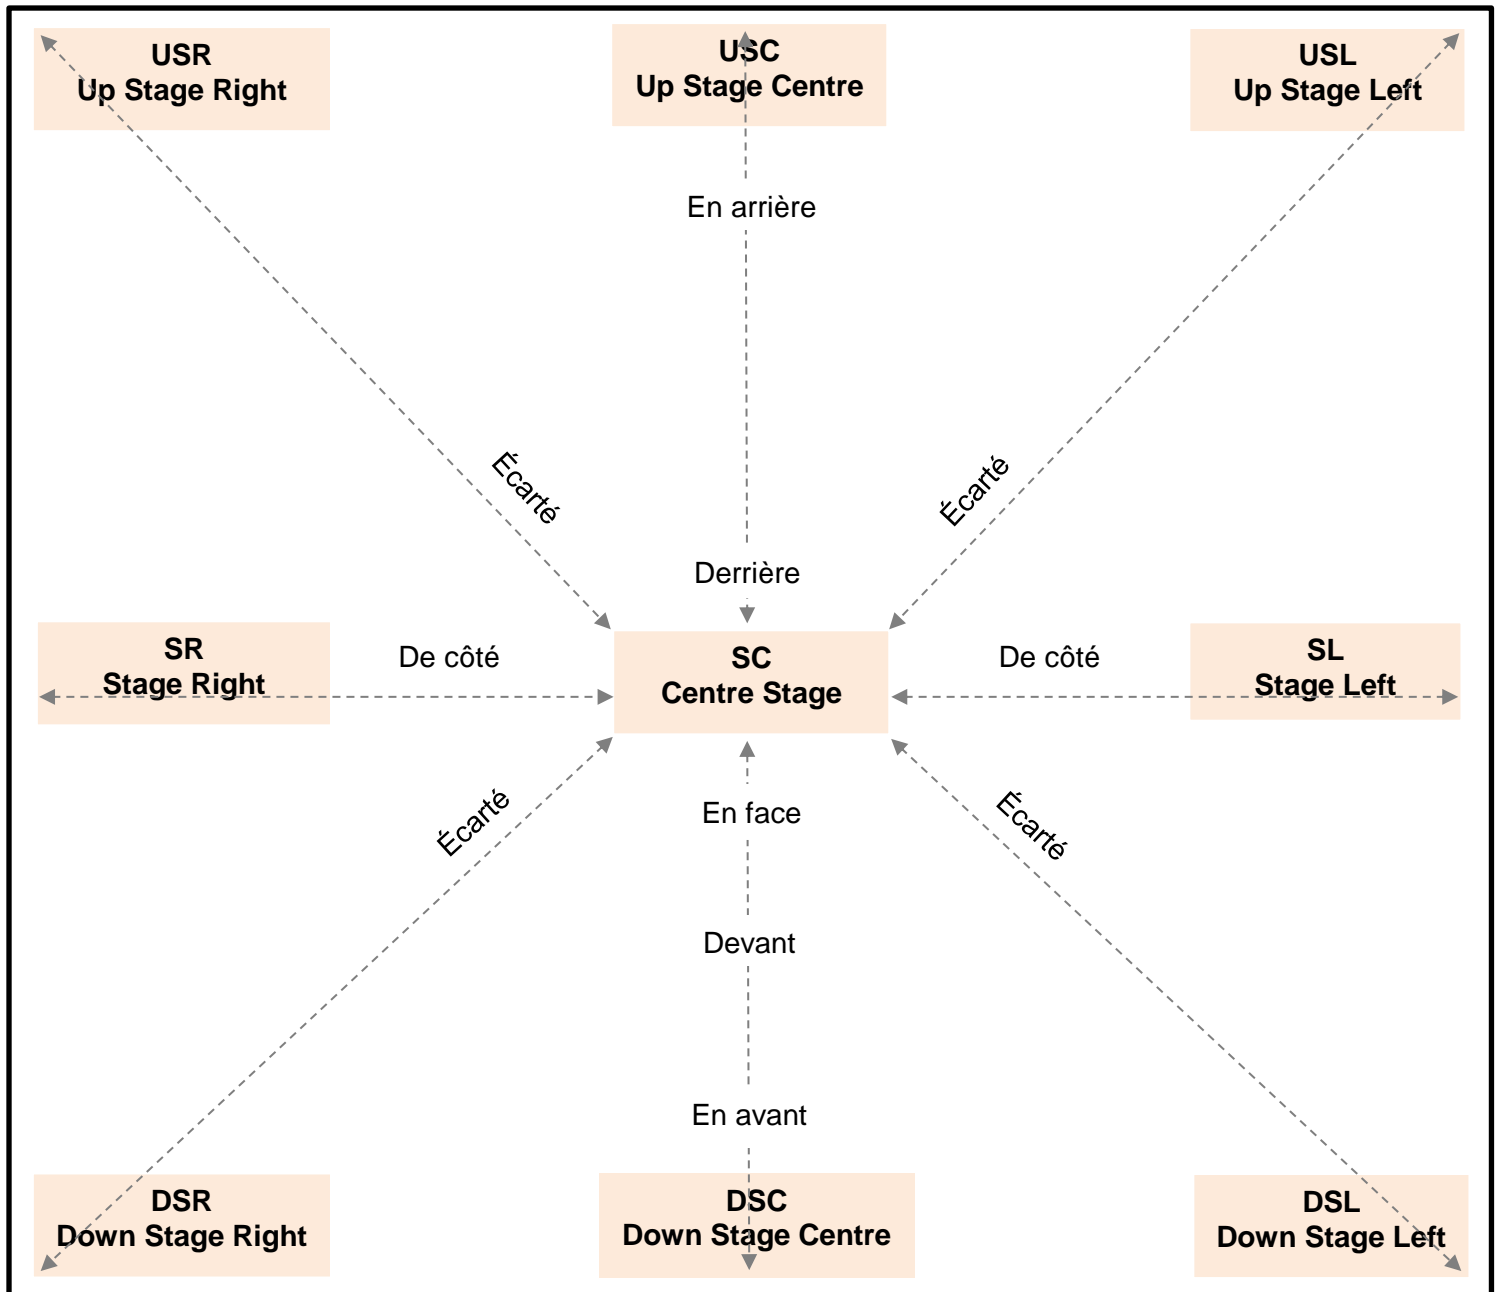 USR
Up Stage Right
USC
Up Stage Centre
USL
Up Stage Left
En arrière
Écarté
Écarté
Derrière
SR
Stage Right
De côté
SC
Centre Stage
De côté
SL
Stage Left
Écarté
En face
Écarté
Devant
En avant
DSR
Down Stage Right
DSC
Down Stage Centre
DSL
Down Stage Left